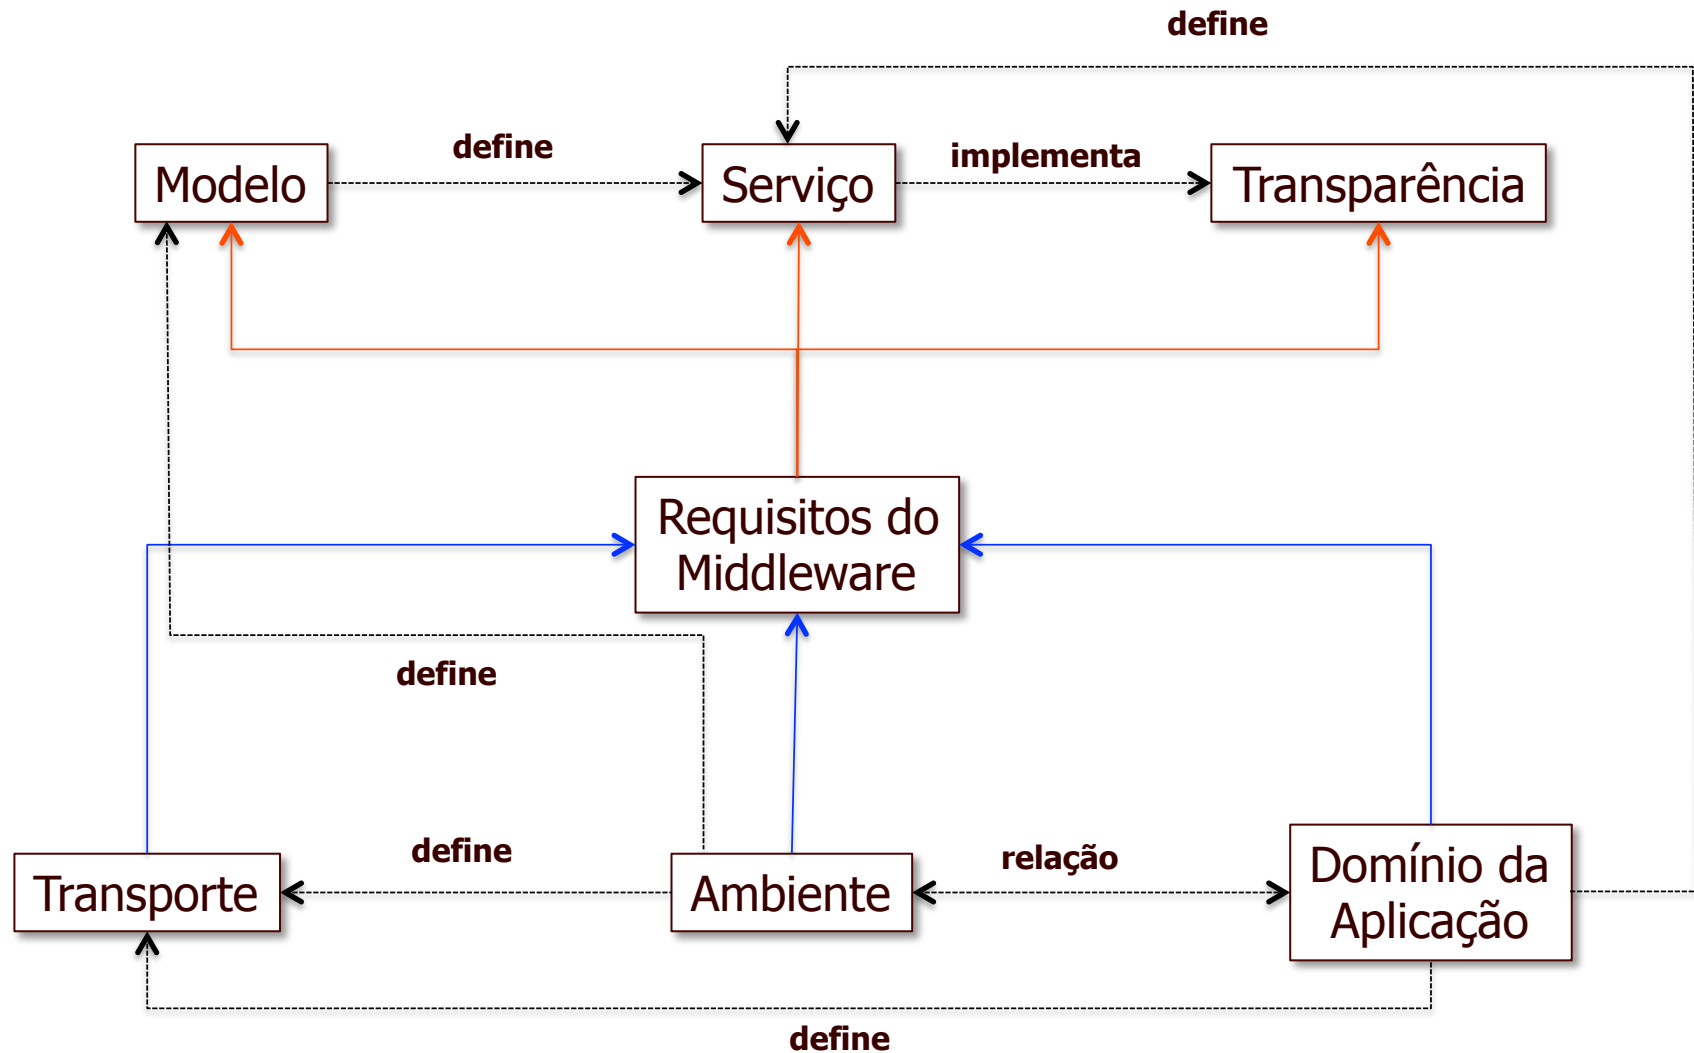 define
define
implementa
Modelo
Serviço
Transparência
Requisitos do
Middleware
define
define
relação
Transporte
Ambiente
Domínio da
Aplicação
define